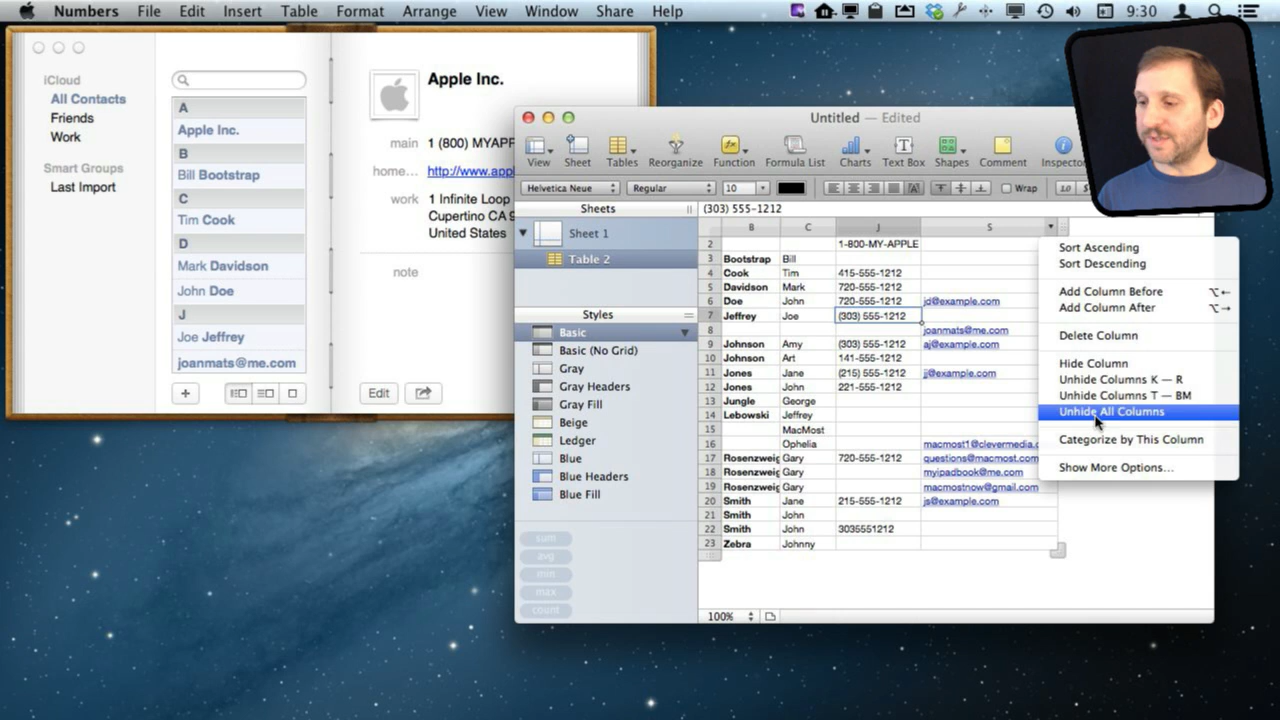 Numbers File Edit Insert Table Format Arrange View Window Share Help 9:30
iCloud
All Contacts
Friends
Work
Smart Groups
Last Import
A
Apple Inc.
B
Bill Bootstrap
C
Tim Cook
D
Mark Davidson
John Doe
J
Joe Jeffrey
joanmats@me.com
Apple Inc.
main 1 (800) MYAPP
home... http://www.appl
work 1 Infinite Loop
Cupertino CA 9
United States
note
Edit
Untitled — Edited
View Sheet Tables Reorganize Function Formula List Charts Text Box Shapes Comment Inspector
Helvetica Neue Regular 10 Wrap 1.0
Sheets
(303) 555-1212
Sheet 1
Table 2
Styles
Basic
Basic (No Grid)
Gray
Gray Headers
Gray Fill
Beige
Ledger
Blue
Blue Headers
Blue Fill
sum
avg
min
max
count
B C J S
2 1-800-MY-APPLE
3 Bootstrap Bill
4 Cook Tim 415-555-1212
5 Davidson Mark 720-555-1212
6 Doe John 720-555-1212 jd@example.com
7 Jeffrey Joe (303) 555-1212
8 joanmats@me.com
9 Johnson Amy (303) 555-1212 aj@example.com
10 Johnson Art 141-555-1212
11 Jones Jane (215) 555-1212 jj@example.com
12 Jones John 221-555-1212
13 Jungle George
14 Lebowski Jeffrey
15 MacMost
16 Ophelia macmost1@clevermedia.c
17 Rosenzweig Gary 720-555-1212 questions@macmost.com
18 Rosenzweig Gary myipadbook@me.com
19 Rosenzweig Gary macmostnow@gmail.com
20 Smith Jane 215-555-1212 js@example.com
21 Smith John
22 Smith John 3035551212
23 Zebra Johnny
100%
Sort Ascending
Sort Descending
Add Column Before ⌥←
Add Column After ⌥→
Delete Column
Hide Column
Unhide Columns K — R
Unhide Columns T — BM
Unhide All Columns
Categorize by This Column
Show More Options...